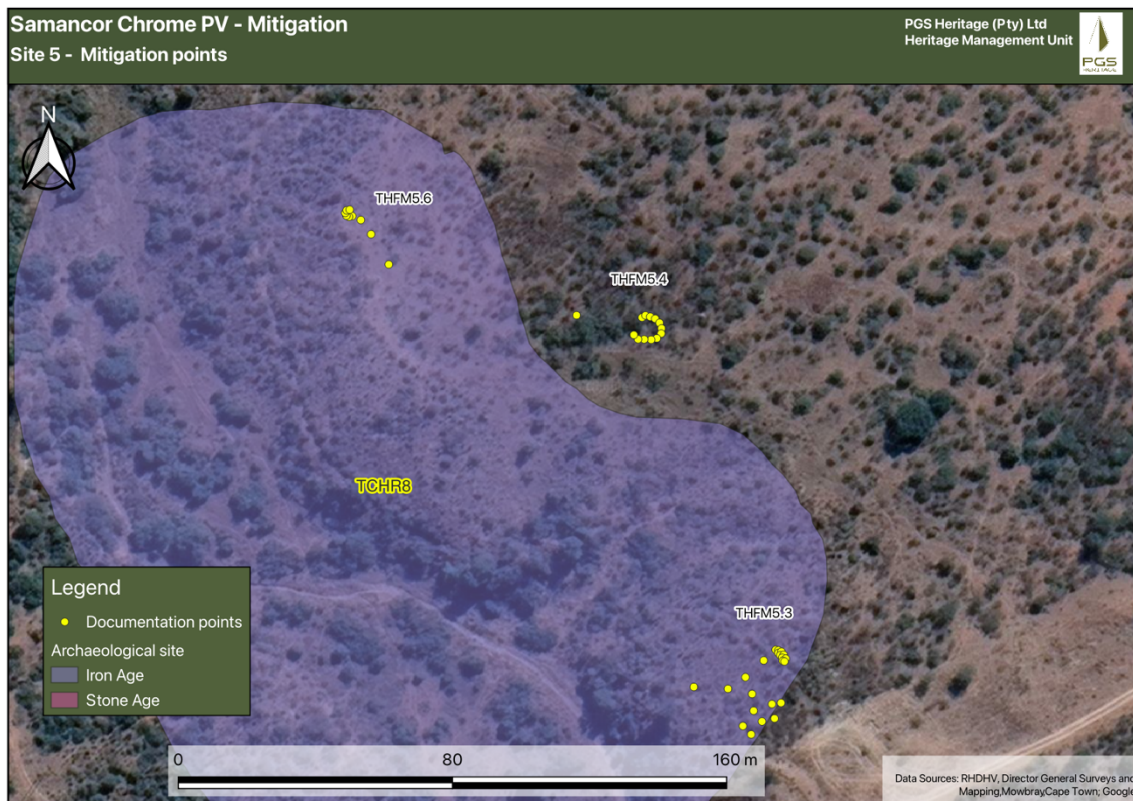 Samancor Chrome PV - Mitigation
Site 5 - Mitigation points
PGS Heritage (Pty) Ltd
Heritage Management Unit
PGS
HERITAGE
N
THFM5.6
THFM5.4
TCHR8
THFM5.3
Legend
Documentation points
Archaeological site
Iron Age
Stone Age
0
80
160 m
Data Sources: RHDHV, Director General Surveys and
Mapping,Mowbray,Cape Town; Google